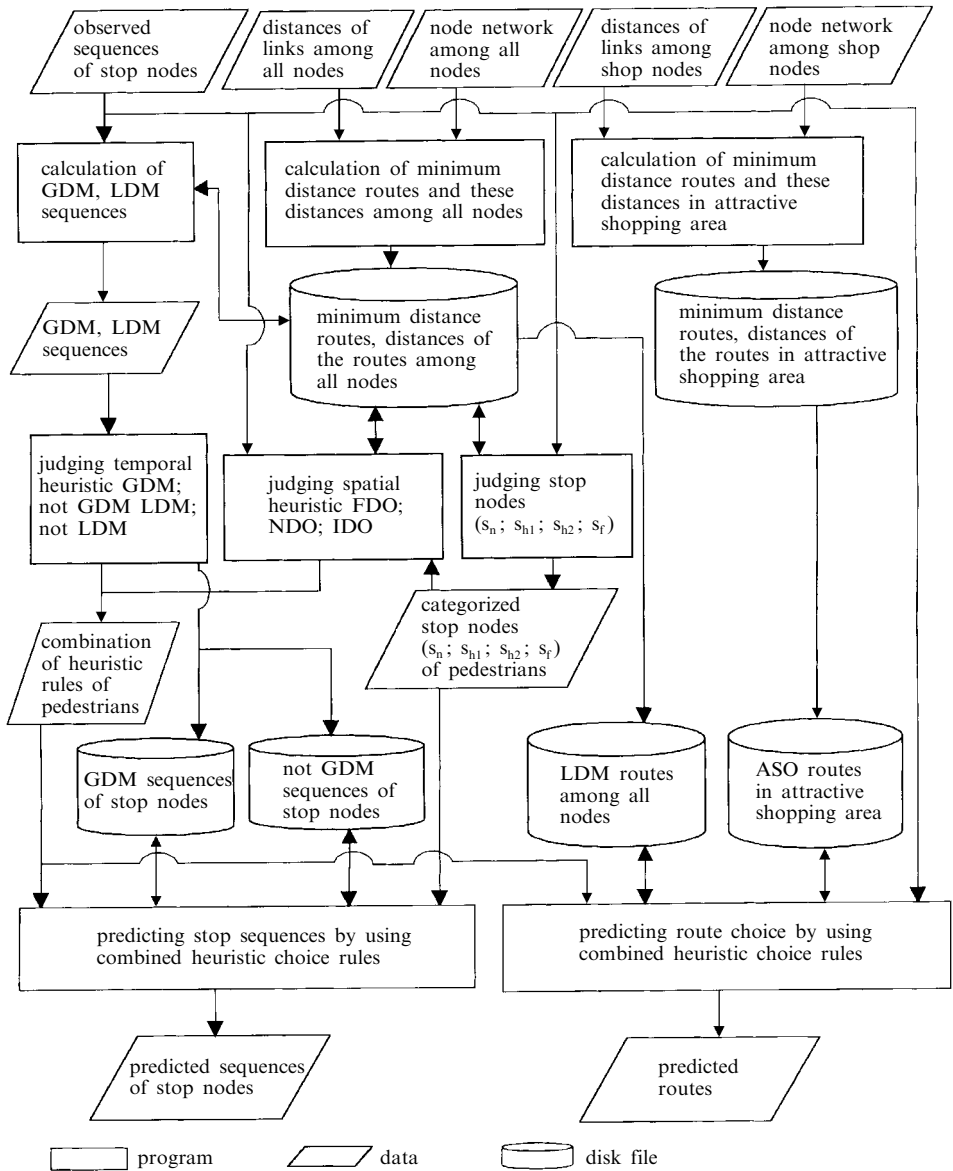 observed
sequences
of stop nodes
distances of
links among
all nodes
node network
among all
nodes
distances of
links among
shop nodes
node network
among shop
nodes
calculation of
GDM, LDM
sequences
calculation of minimum
distance routes and these
distances among all nodes
calculation of minimum
distance routes and these
distances in attractive
shopping area
GDM, LDM
sequences
minimum distance
routes, distances of
the routes among
all nodes
minimum distance
routes, distances of
the routes in attractive
shopping area
judging temporal
heuristic GDM;
not GDM LDM;
not LDM
judging spatial
heuristic FDO;
NDO; IDO
judging stop
nodes
(sₙ; sₕ₁; sₕ₂; s_f)
combination
of heuristic
rules of
pedestrians
categorized
stop nodes
(sₙ; sₕ₁; sₕ₂; s_f)
of pedestrians
GDM sequences
of stop nodes
not GDM
sequences of
stop nodes
LDM routes
among all
nodes
ASO routes
in attractive
shopping area
predicting stop sequences by using
combined heuristic choice rules
predicting route choice by using
combined heuristic choice rules
predicted sequences
of stop nodes
predicted
routes
program
data
disk file